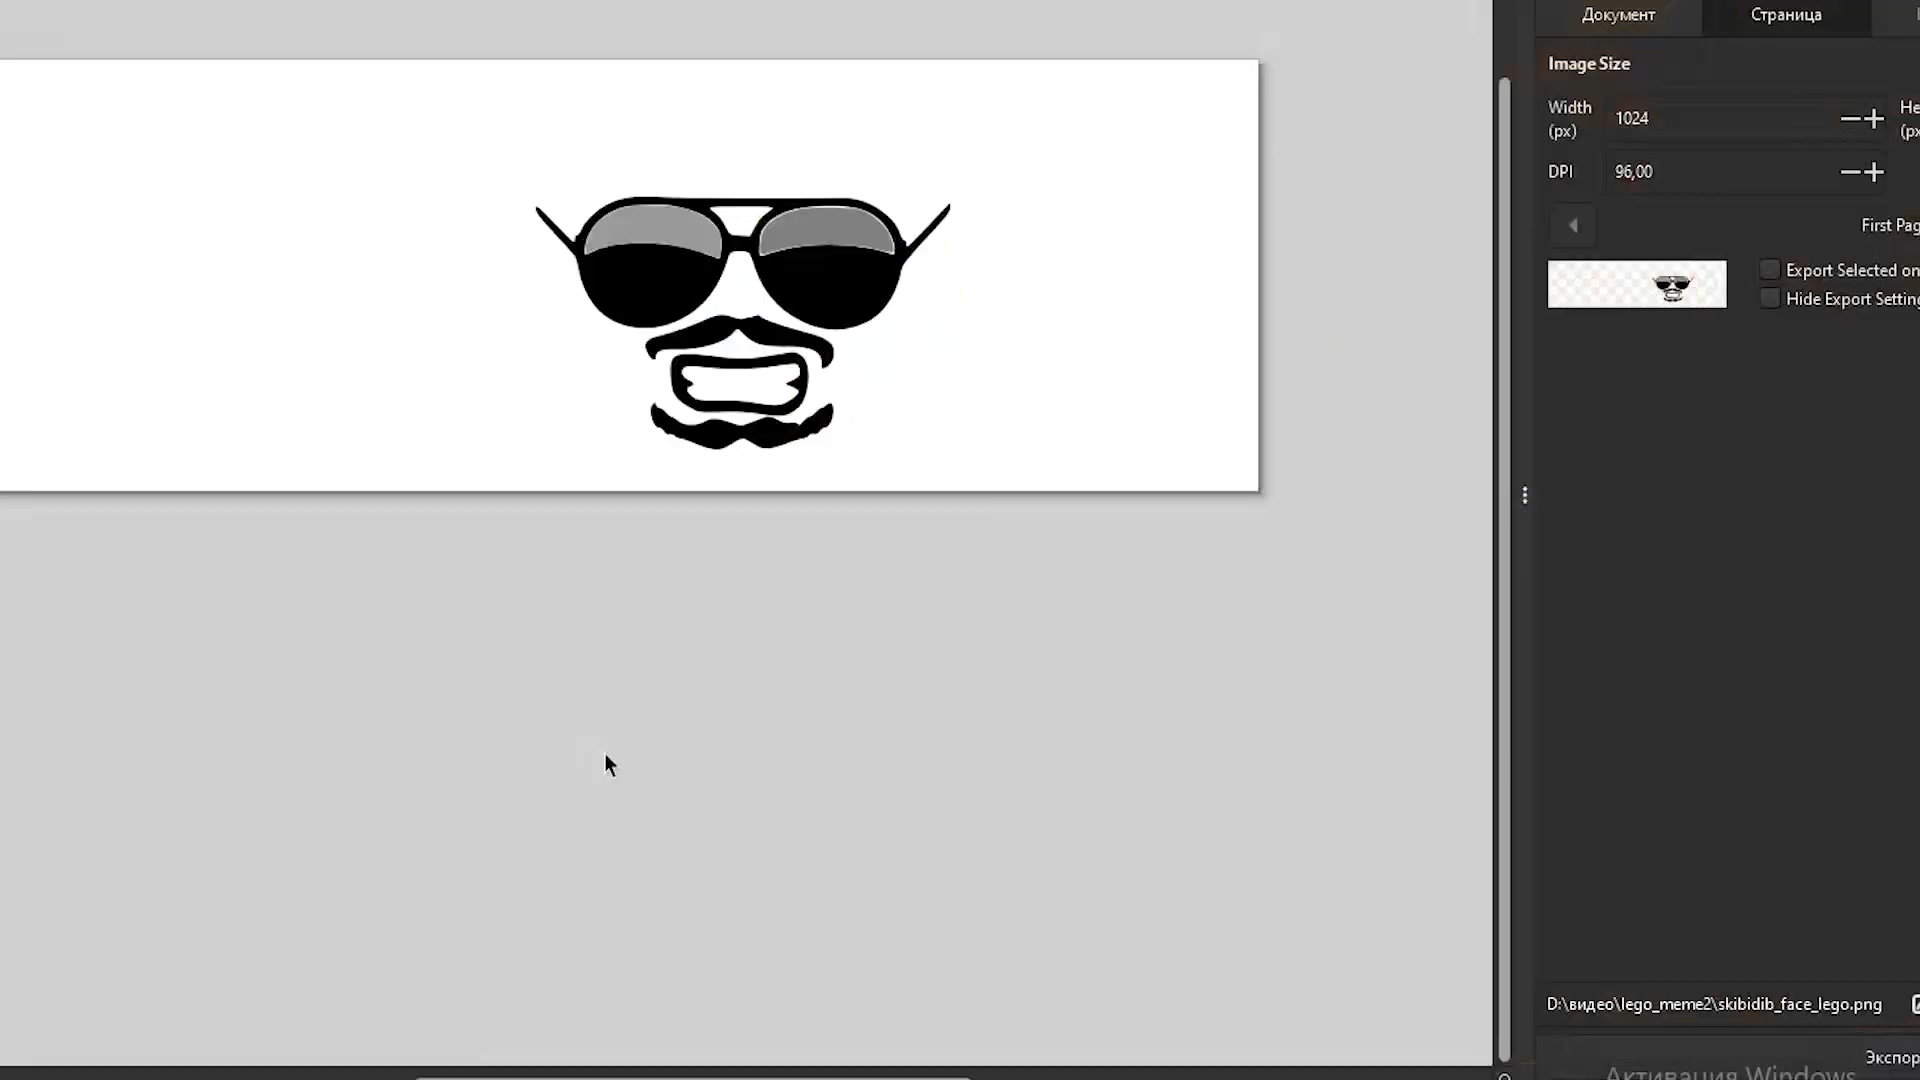 Документ Страница
Image Size
Width (px) 1024 He (px
DPI 96,00
First Pag
Export Selected on
Hide Export Setting
D:\видео\lego_meme2\skibidib_face_lego.png
Экспор
Активация Windows